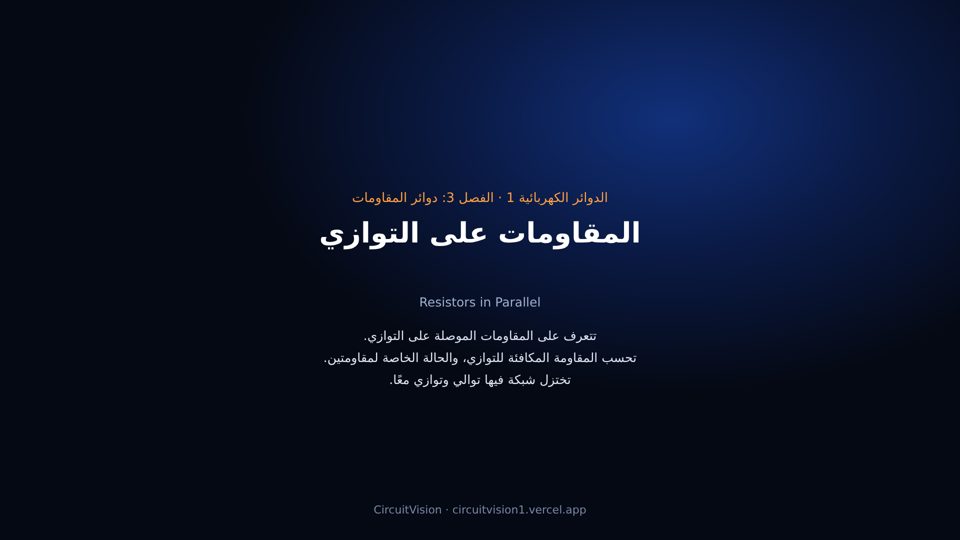 الدوائر الكهربائية 1 · الفصل 3: دوائر المقاومات
المقاومات على التوازي
Resistors in Parallel
تتعرف على المقاومات الموصلة على التوازي.
تحسب المقاومة المكافئة للتوازي، والحالة الخاصة لمقاومتين.
تختزل شبكة فيها توالي وتوازي معًا.
CircuitVision · circuitvision1.vercel.app